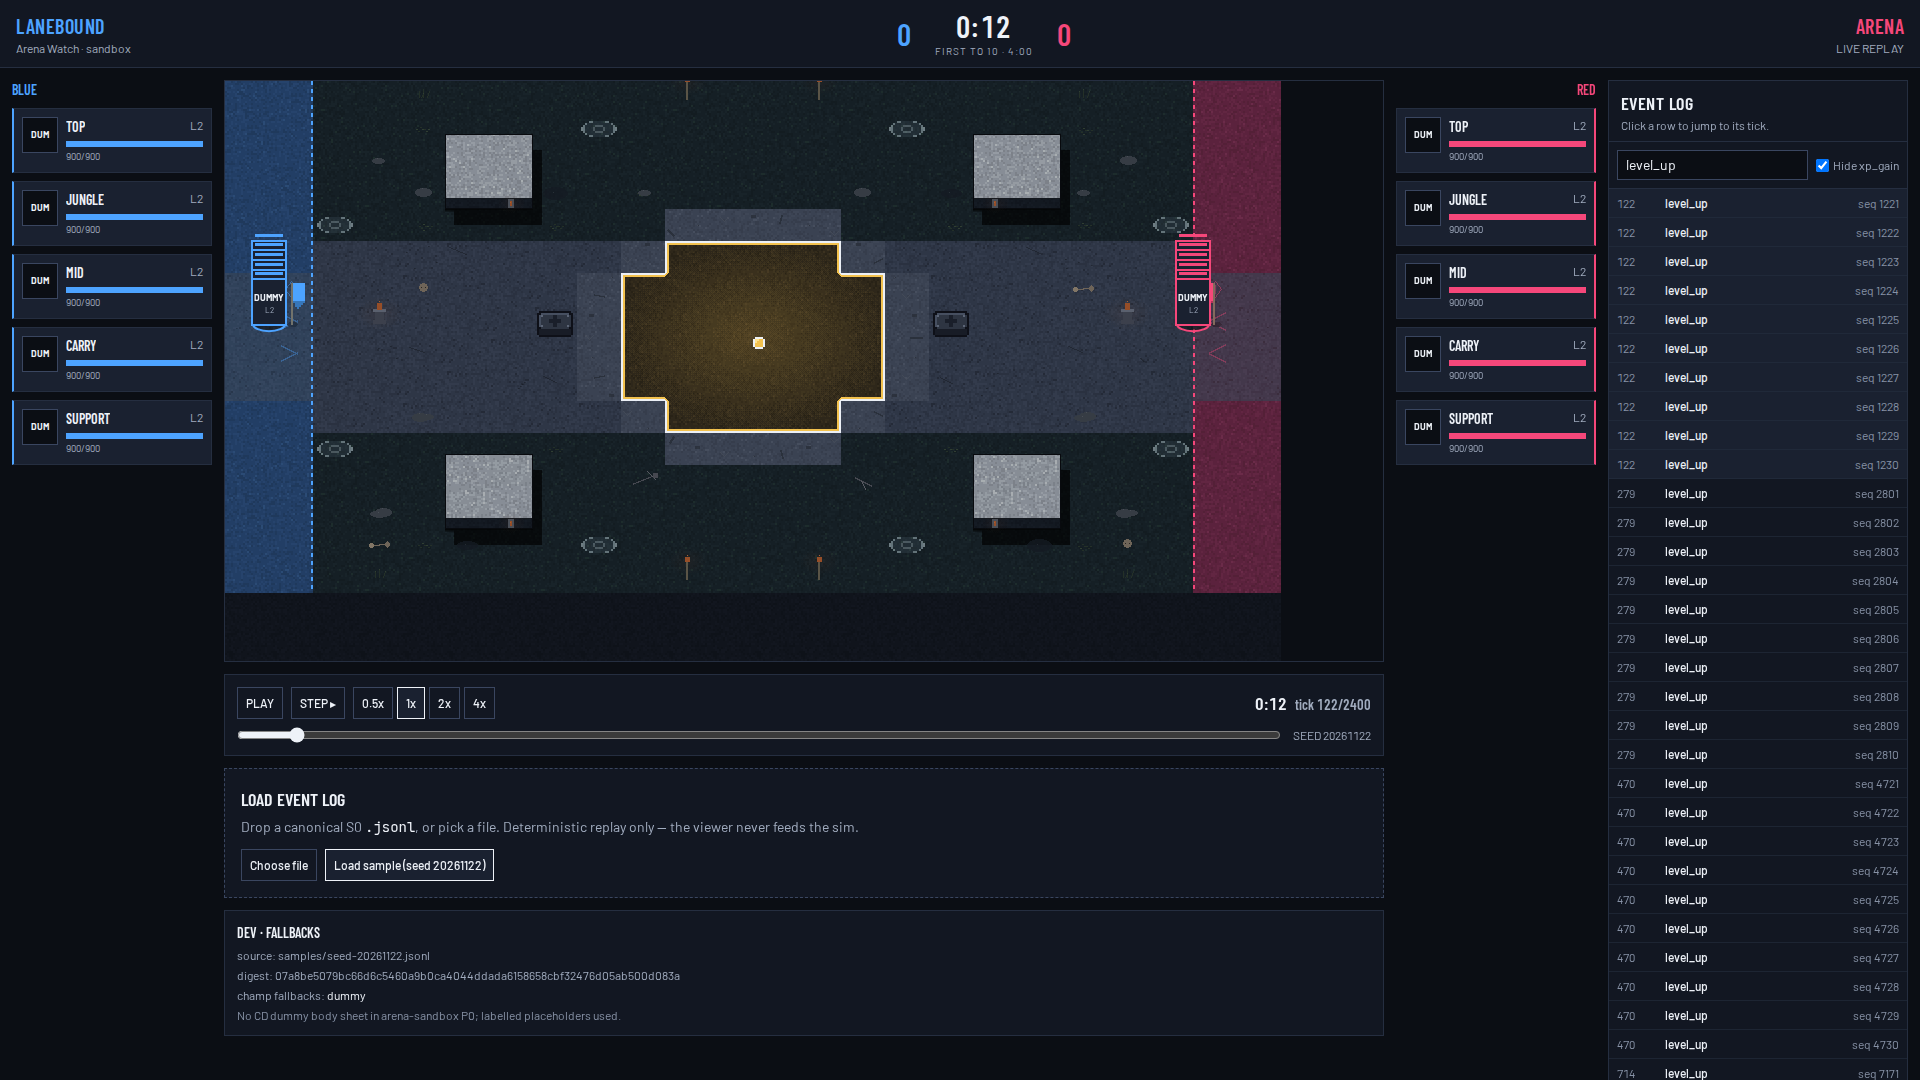 LANEBOUND
Arena Watch · sandbox
0
0:12
0
FIRST TO 10 · 4:00
ARENA
LIVE REPLAY
BLUE
DUM
TOP
L2
900/900
DUM
JUNGLE
L2
900/900
DUM
MID
L2
900/900
DUM
CARRY
L2
900/900
DUM
SUPPORT
L2
900/900
DUMMY
L2
DUMMY
L2
PLAY
STEP ▸
0.5x
1x
2x
4x
0:12 tick 122/2400
SEED 20261122
LOAD EVENT LOG
Drop a canonical S0 .jsonl, or pick a file. Deterministic replay only — the viewer never feeds the sim.
Choose file
Load sample (seed 20261122)
DEV · FALLBACKS
source: samples/seed-20261122.jsonl
digest: 07a8be5079bc66d6c5460a9b0ca4044ddada6158658cbf32476d05ab500d083a
champ fallbacks: dummy
No CD dummy body sheet in arena-sandbox P0; labelled placeholders used.
RED
DUM
TOP
L2
900/900
DUM
JUNGLE
L2
900/900
DUM
MID
L2
900/900
DUM
CARRY
L2
900/900
DUM
SUPPORT
L2
900/900
EVENT LOG
Click a row to jump to its tick.
level_up
Hide xp_gain
122 level_up seq 1221
122 level_up seq 1222
122 level_up seq 1223
122 level_up seq 1224
122 level_up seq 1225
122 level_up seq 1226
122 level_up seq 1227
122 level_up seq 1228
122 level_up seq 1229
122 level_up seq 1230
279 level_up seq 2801
279 level_up seq 2802
279 level_up seq 2803
279 level_up seq 2804
279 level_up seq 2805
279 level_up seq 2806
279 level_up seq 2807
279 level_up seq 2808
279 level_up seq 2809
279 level_up seq 2810
470 level_up seq 4721
470 level_up seq 4722
470 level_up seq 4723
470 level_up seq 4724
470 level_up seq 4725
470 level_up seq 4726
470 level_up seq 4727
470 level_up seq 4728
470 level_up seq 4729
470 level_up seq 4730
714 level_up seq 7171